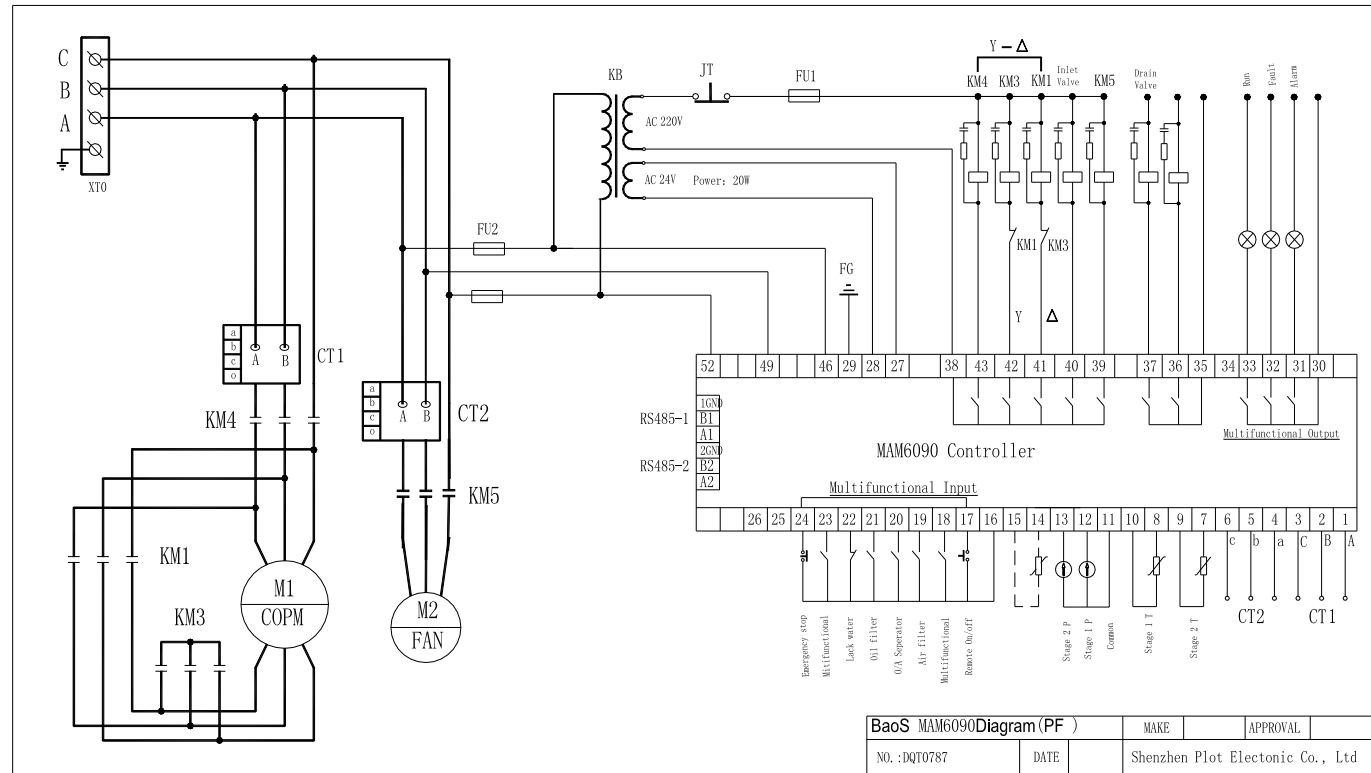 C
B
A
XT0
KB
JT
FU1
AC 220V
AC 24V Power: 20W
Y - Δ
KM4 KM3 KM1 Inlet Valve KM5
Drain Valve
Run
Fault
Alarm
KM1
KM3
Y Δ
FU2
FG
a
b
c
o
A B
CT1
KM4
a
b
c
o
A B
CT2
KM5
KM1
KM3
M1
COPM
M2
FAN
52 49 46 29 28 27 38 43 42 41 40 39 37 36 35 34 33 32 31 30
Multifunctional Output
RS485-1
1GND
B1
A1
RS485-2
2GND
B2
A2
MAM6090 Controller
Multifunctional Input
26 25 24 23 22 21 20 19 18 17 16 15 14 13 12 11 10 8 9 7 6 5 4 3 2 1
c b a C B A
CT2 CT1
Emergency stop
Mitifunctional
Lack water
Oil filter
O/A Seperator
Air filter
Multifunctional
Remote On/off
Stage 2 P
Stage 1 P
Common
Stage 1 T
Stage 2 T
BaoS MAM6090Diagram(PF )
MAKE
APPROVAL
NO.:DQT0787
DATE
Shenzhen Plot Electonic Co., Ltd